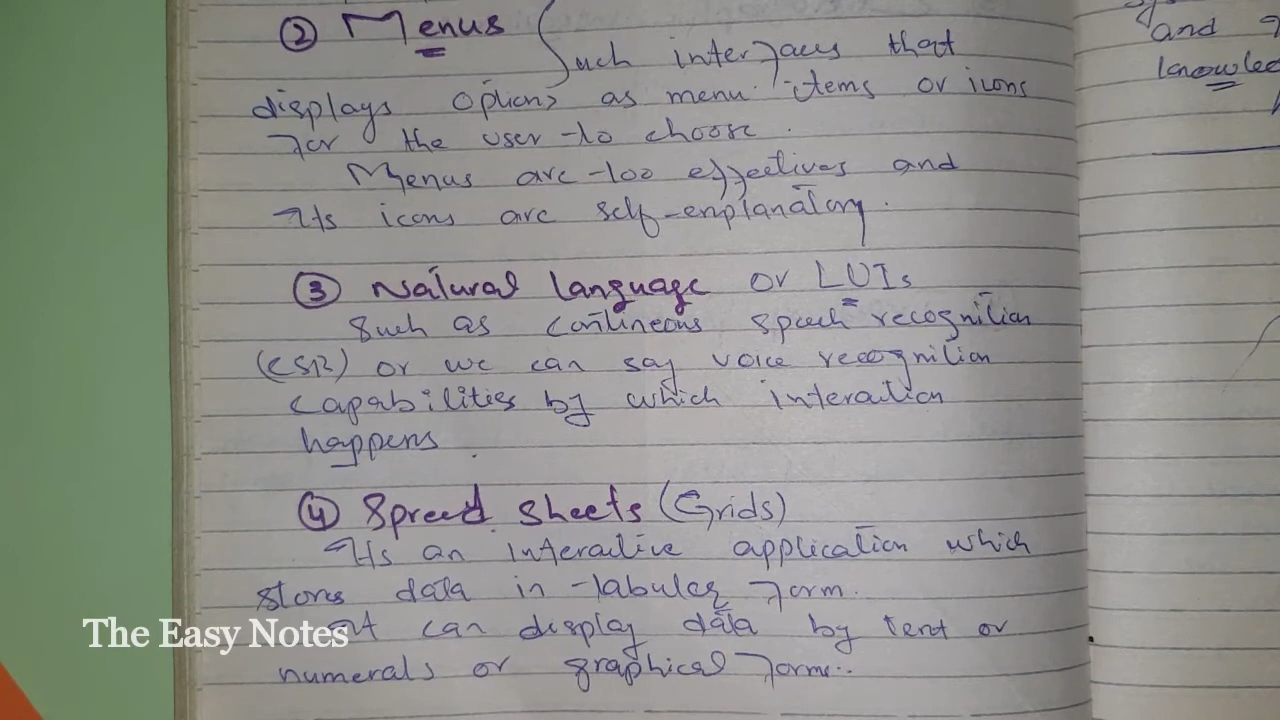 ② Menus
Such interfaces that
displays options as menu items or icons
for the user to choose.
Menus are too effectives and
Its icons are self-explanatory.
③ Natural language or LUIs
Such as contineous speech recognition
(CSR) or we can say voice recognition
capabilities by which interaction
happens.
④ Spread sheets (Grids)
Its an interactive application which
stores data in tabular form.
It can display data by text or
numerals or graphical forms.
and
knowled
The Easy Notes